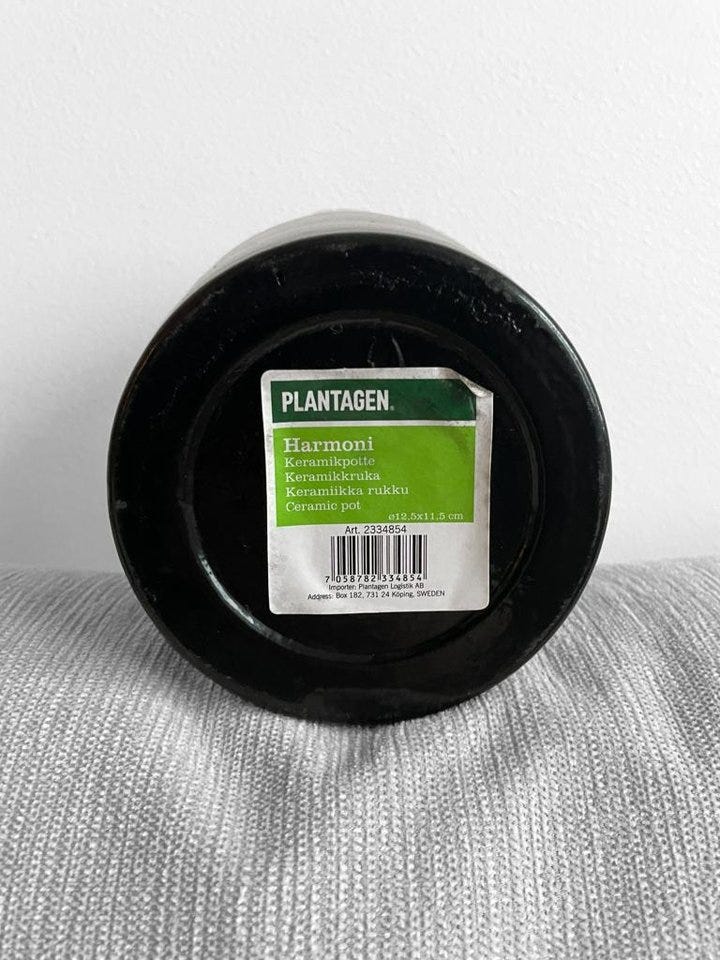 PLANTAGEN®
Harmoni
Keramikpotte
Keramikkruka
Keramiikka rukku
Ceramic pot
ø12,5x11,5 cm
Art. 2334854
7 058782 334854
Importer: Plantagen Logistik AB
Address: Box 182, 731 24 Köping, SWEDEN